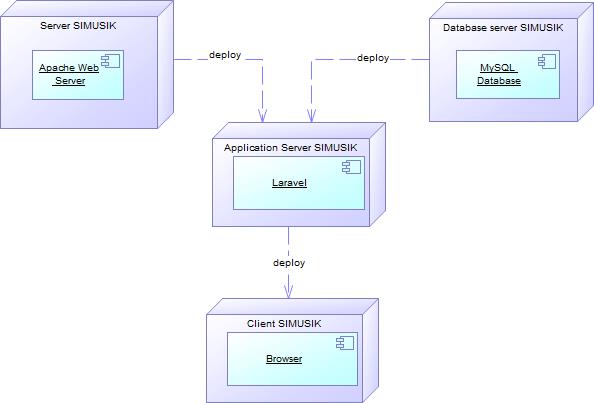 Server SIMUSIK
Apache Web
Server
deploy
Database server SIMUSIK
MySQL
Database
deploy
Application Server SIMUSIK
Laravel
deploy
Client SIMUSIK
Browser